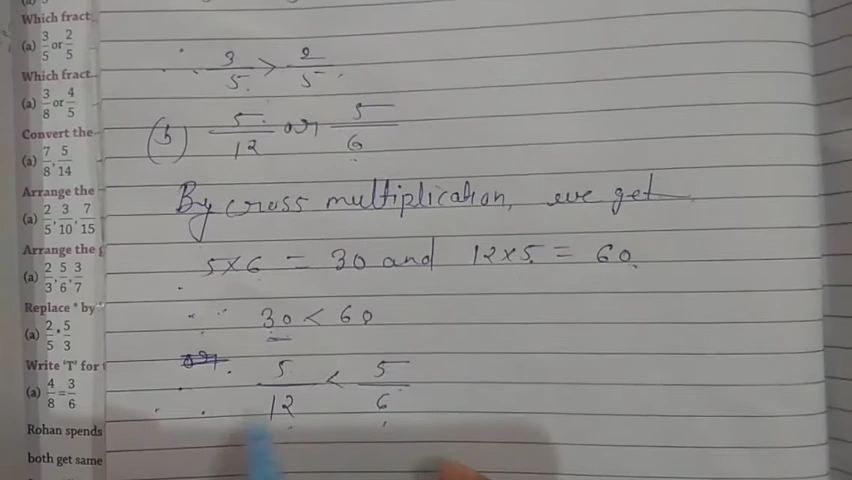 Which fract
(a) 3/5 or 2/5
Which fract
(a) 3/8 or 4/5
Convert the
(a) 7/8, 5/14
Arrange the
(a) 2/5, 3/10, 7/15
Arrange the g
(a) 2/3, 5/6, 3/7
Replace * by
(a) 2/5 * 5/3
Write 'T' for
(a) 4/8 = 3/6
Rohan spends
both get same
∴ 3/5 > 2/5
(b) 5/12 or 5/6
By cross multiplication, we get
5×6 = 30 and 12×5 = 60
∵ 30 < 60
∴ 5/12 < 5/6